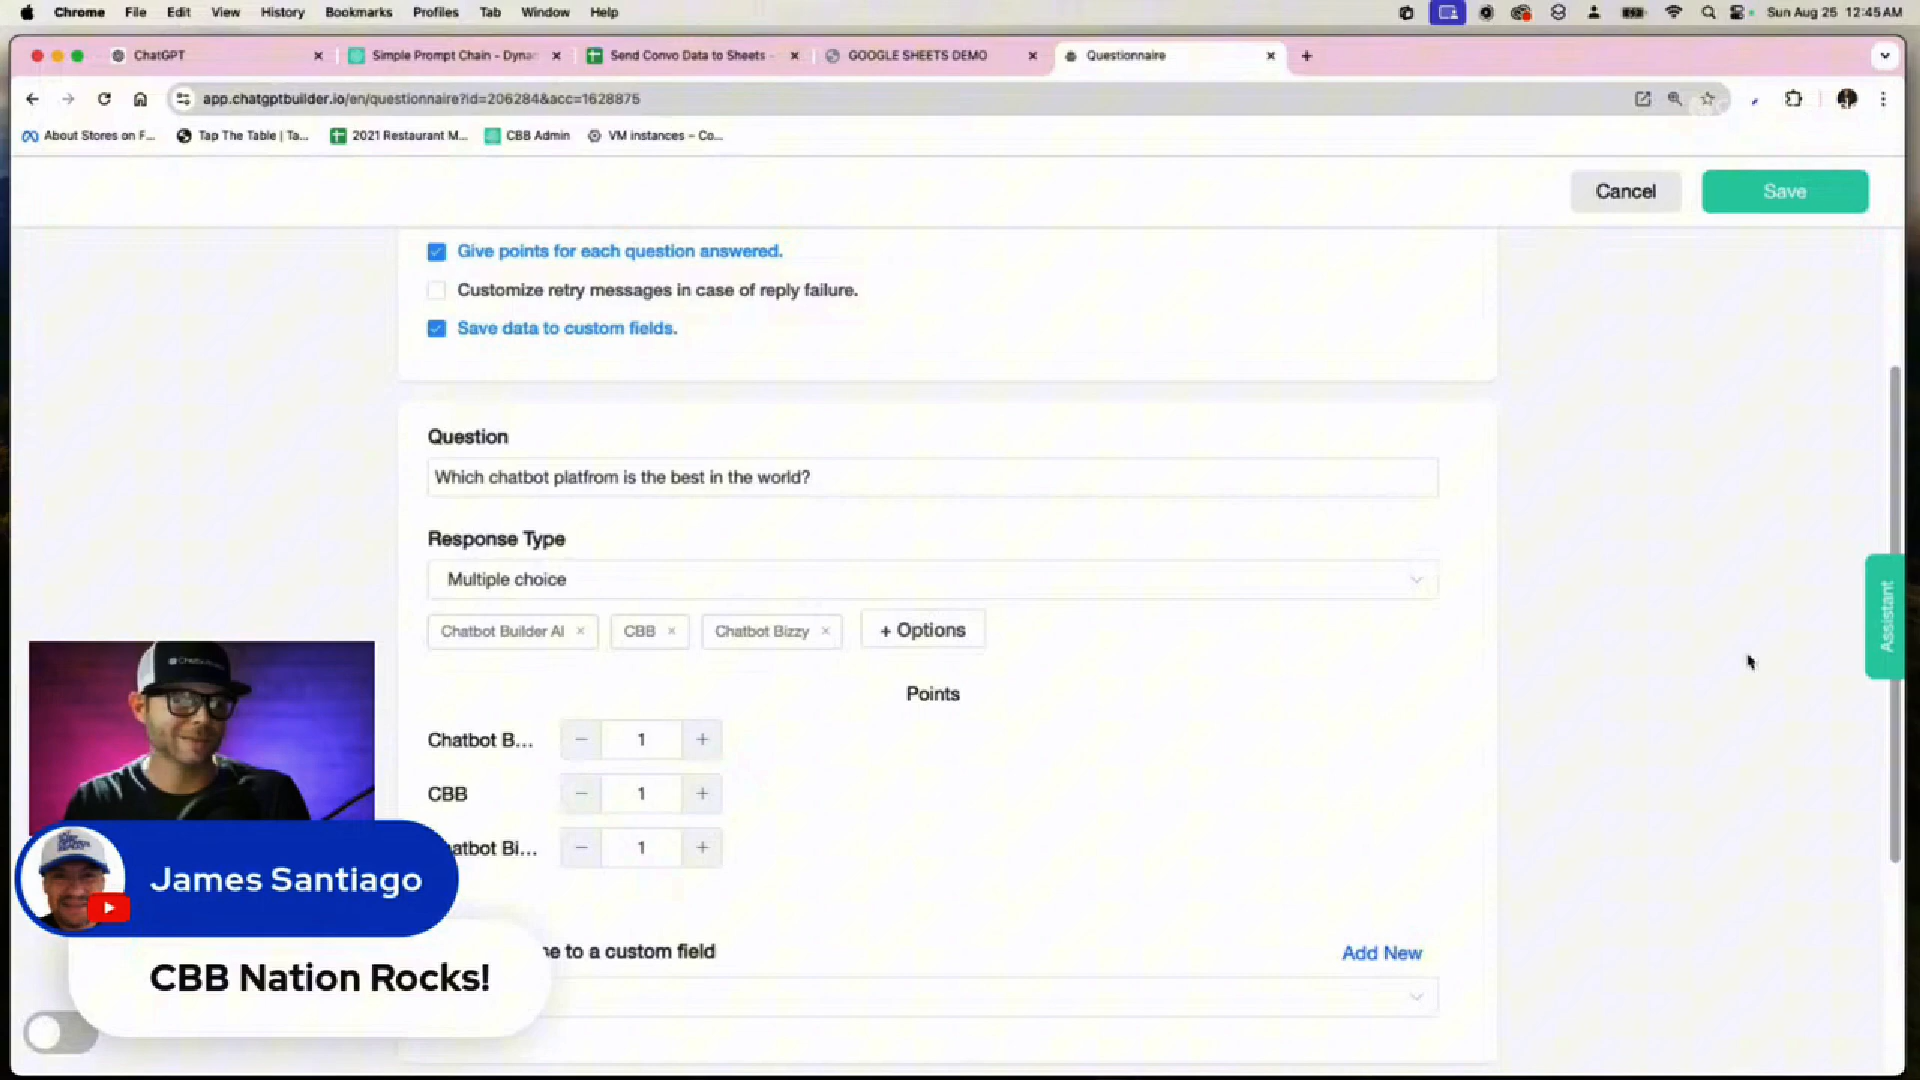 Chrome File Edit View History Bookmarks Profiles Tab Window Help
Sun Aug 25 12:45 AM
ChatGPT
Simple Prompt Chain - Dynam
Send Convo Data to Sheets -
GOOGLE SHEETS DEMO
Questionnaire
app.chatgptbuilder.io/en/questionnaire?id=206284&acc=1628875
About Stores on F...
Tap The Table | Ta...
2021 Restaurant M...
CBB Admin
VM instances – Co...
Cancel
Save
Give points for each question answered.
Customize retry messages in case of reply failure.
Save data to custom fields.
Question
Which chatbot platfrom is the best in the world?
Response Type
Multiple choice
Chatbot Builder AI
CBB
Chatbot Bizzy
+ Options
Points
Chatbot B...
1
CBB
1
atbot Bi...
1
Assistant
to a custom field
Add New
James Santiago
CBB Nation Rocks!